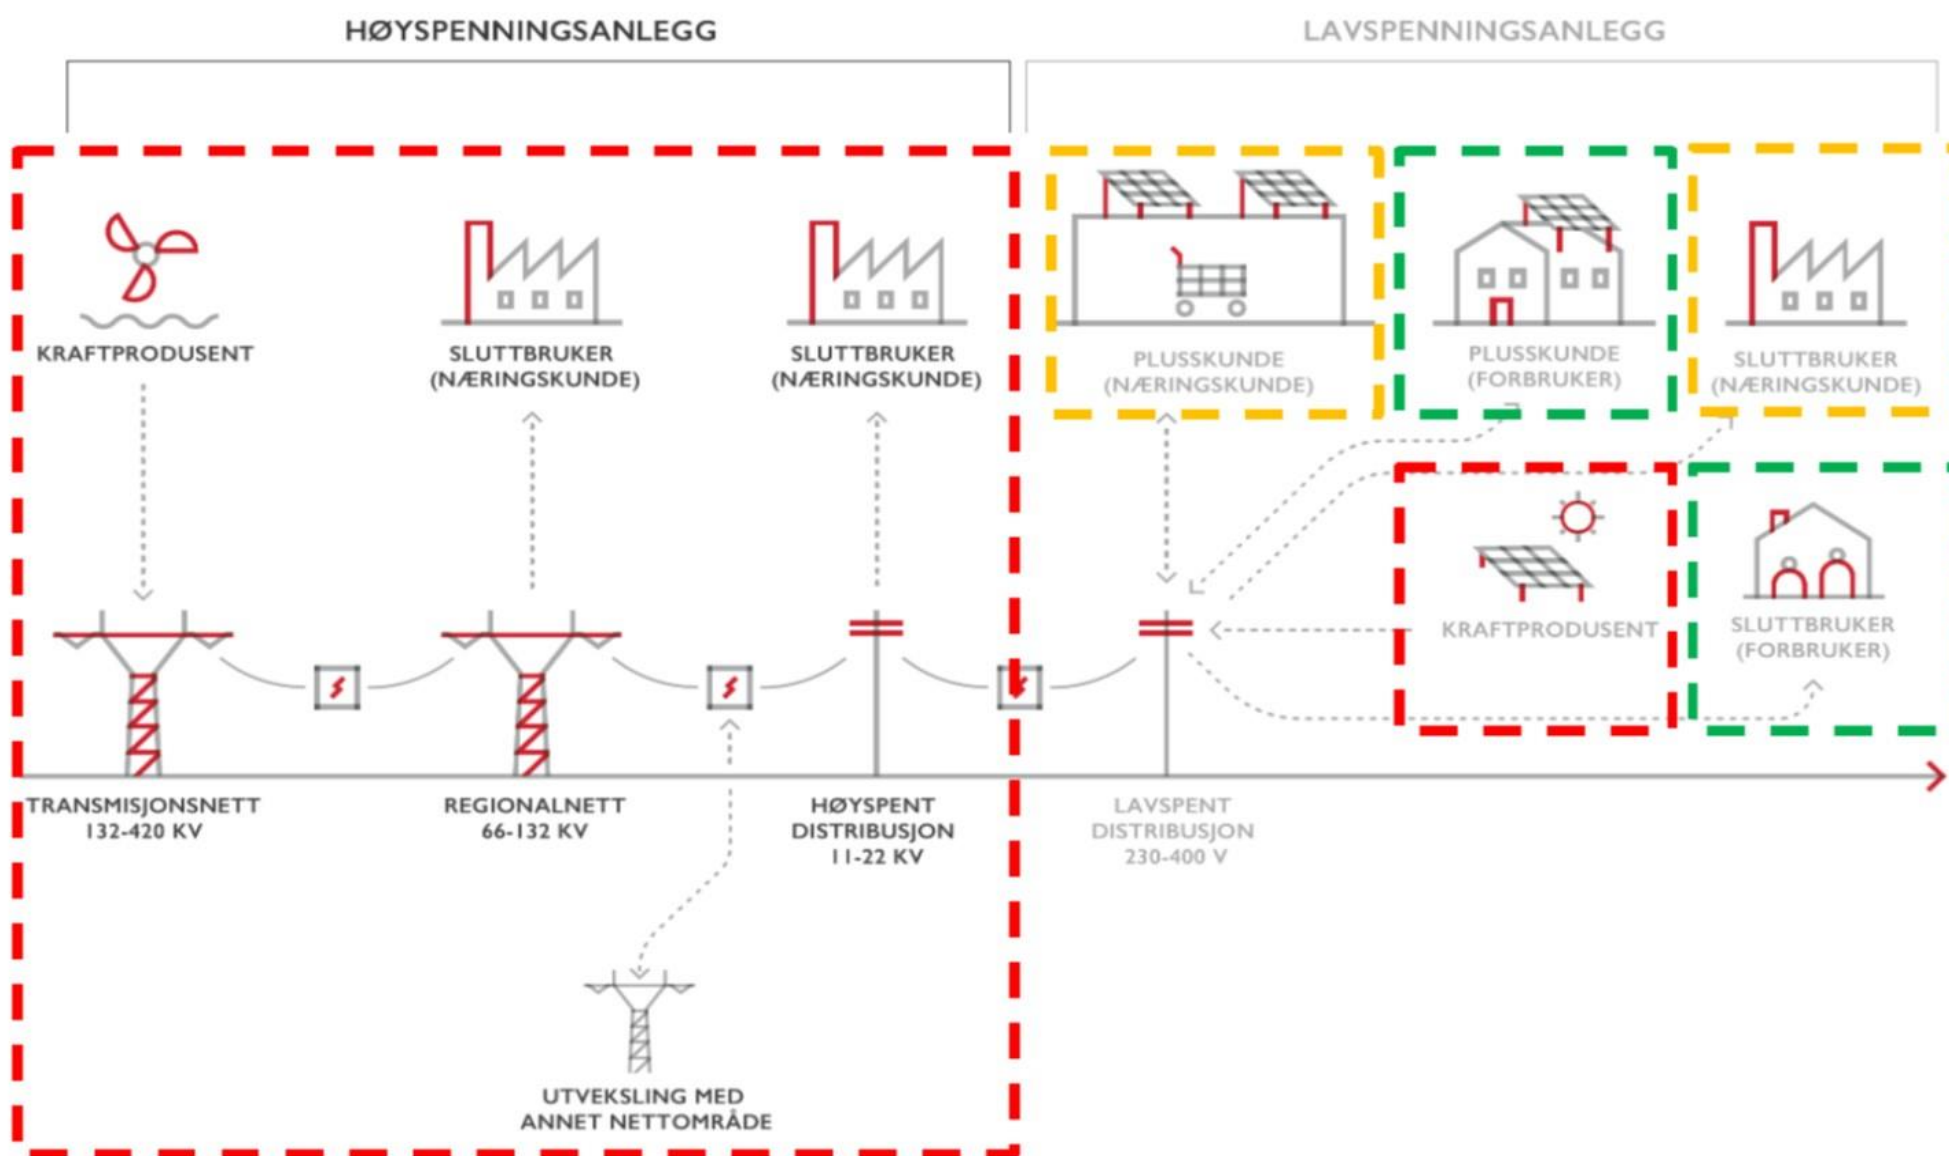 HØYSPENNINGSANLEGG
LAVSPENNINGSANLEGG
KRAFTPRODUSENT
SLUTTBRUKER
(NÆRINGSKUNDE)
SLUTTBRUKER
(NÆRINGSKUNDE)
PLUSSKUNDE
(NÆRINGSKUNDE)
PLUSSKUNDE
(FORBRUKER)
SLUTTBRUKER
(NÆRINGSKUNDE)
KRAFTPRODUSENT
SLUTTBRUKER
(FORBRUKER)
TRANSMISJONSNETT
132-420 KV
REGIONALNETT
66-132 KV
HØYSPENT
DISTRIBUSJON
11-22 KV
LAVSPENT
DISTRIBUSJON
230-400 V
UTVEKSLING MED
ANNET NETTOMRÅDE